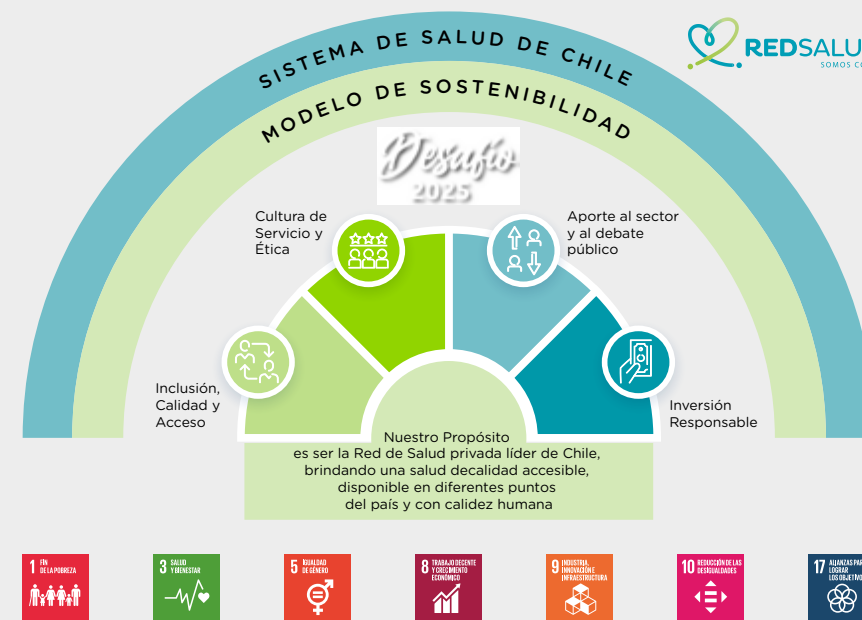 SISTEMA DE SALUD DE CHILE
REDSALU
SOMOS CO
MODELO DE SOSTENIBILIDAD
Desafío
2025
Cultura de
Servicio y
Ética
Aporte al sector
y al debate
público
Inclusión,
Calidad y
Acceso
Inversión
Responsable
Nuestro Propósito
es ser la Red de Salud privada líder de Chile,
brindando una salud decalidad accesible,
disponible en diferentes puntos
del país y con calidez humana
1 FIN
DE LA POBREZA
3 SALUD
Y BIENESTAR
5 IGUALDAD
DE GÉNERO
8 TRABAJO DECENTE
Y CRECIMIENTO
ECONÓMICO
9 INDUSTRIA,
INNOVACIÓN E
INFRAESTRUCTURA
10 REDUCCIÓN DE LAS
DESIGUALDADES
17 ALIANZAS PAR
LOGRAR
LOS OBJETIVO